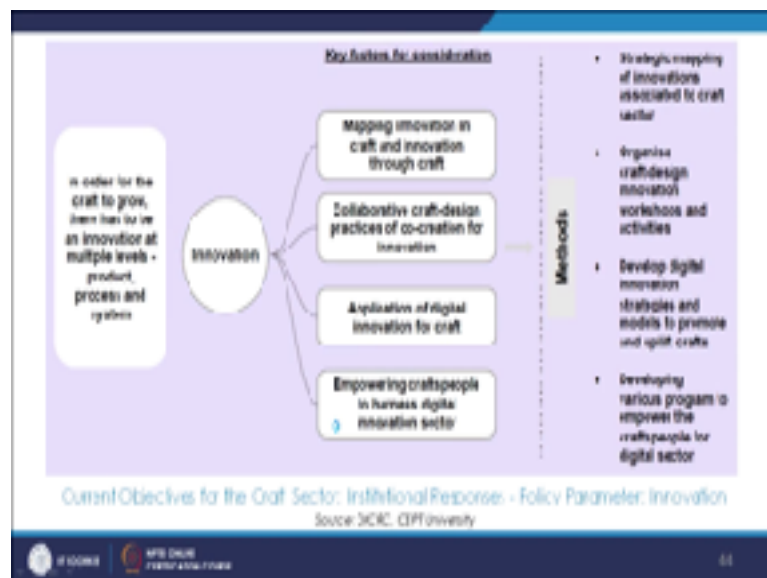 Key factors for consideration
In order for the
craft to grow,
there has to be
an innovation at
multiple levels -
product,
process and
system
Innovation
Mapping innovation in
craft and innovation
through craft
Collaborative craft-design
practices of co-creation for
innovation
Application of digital
innovation for craft
Empowering craftspeople
in harness digital
innovation sector
Methods
• Strategic mapping
of innovations
associated to craft
sector
• Organise
craft-design
innovation
workshops and
activities
• Develop digital
innovation
strategies and
models to promote
and uplift crafts
• Developing
various program to
empower the
craftspeople for
digital sector
Current Objectives for the Craft Sector: Institutional Responses - Policy Parameter: Innovation
Source: CEPT University
IIT ROORKEE
NPTEL ONLINE
CERTIFICATION COURSE